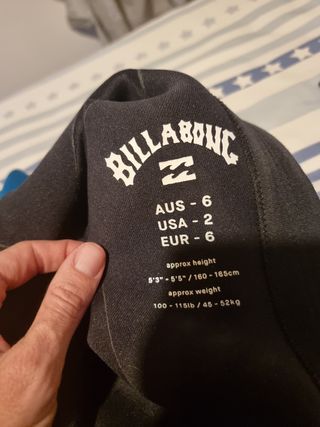 BILLABONG
AUS - 6
USA - 2
EUR - 6
approx height
5'3" - 5'5" / 160 - 165cm
approx weight
100 - 115lb / 45 - 52kg